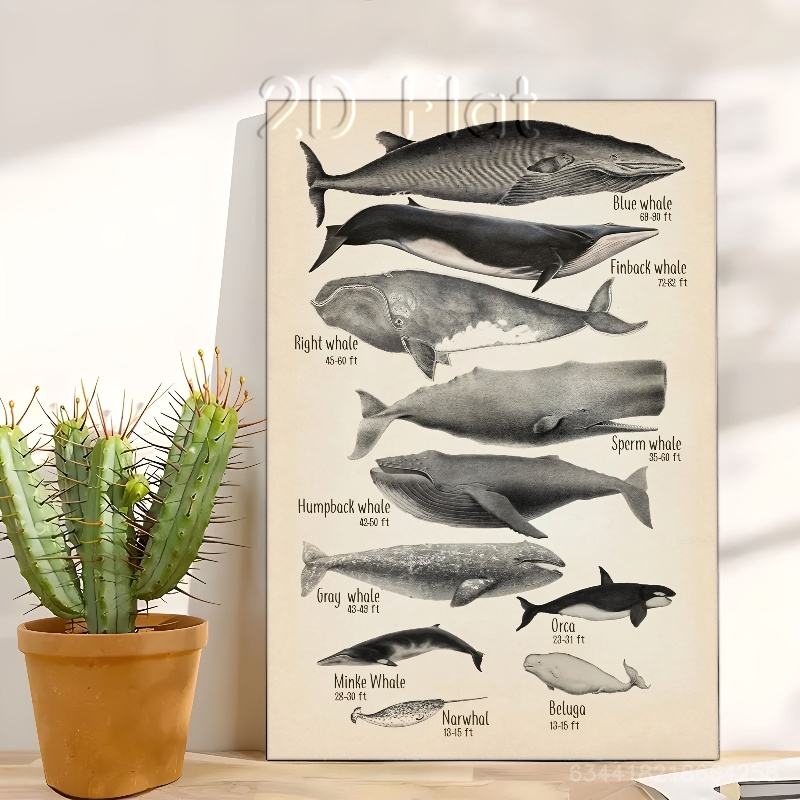 2D Flat
Blue whale
69-90 ft
Finback whale
72-82 ft
Right whale
45-60 ft
Sperm whale
35-60 ft
Humpback whale
42-50 ft
Gray whale
43-49 ft
Orca
23-31 ft
Minke Whale
28-30 ft
Beluga
13-15 ft
Narwhal
13-15 ft